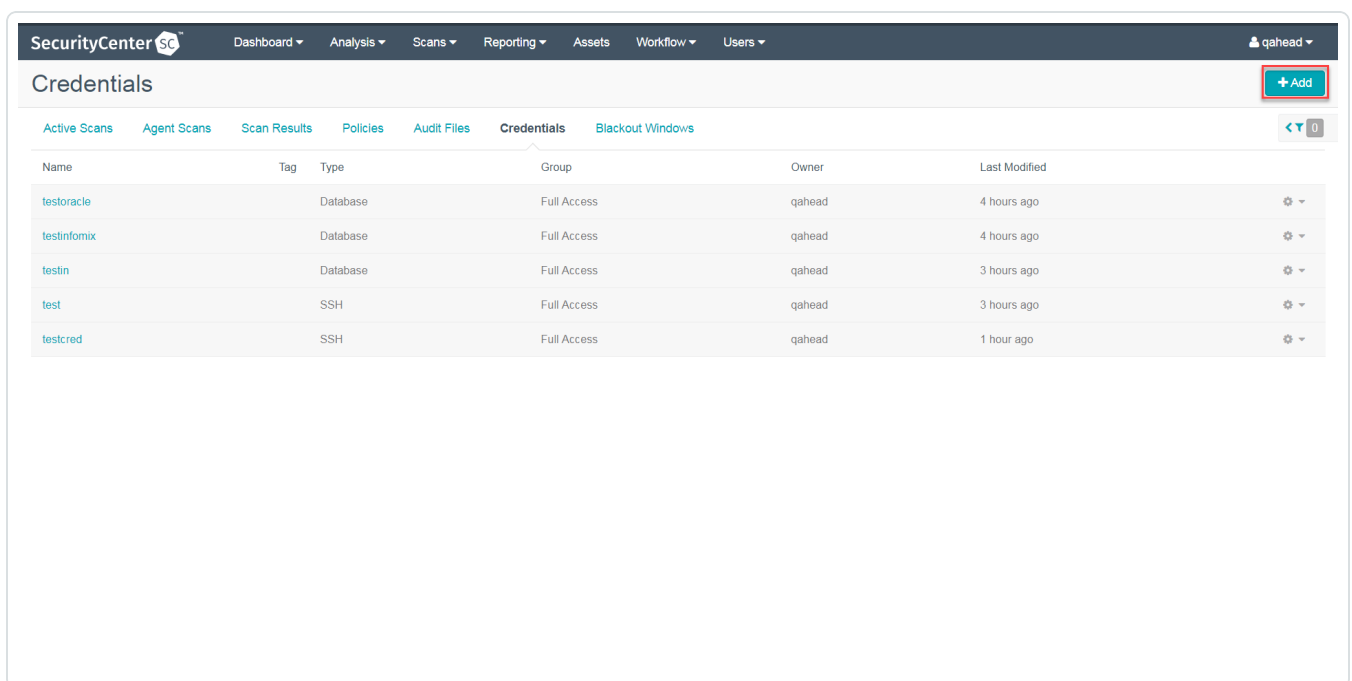 SecurityCenter SC™ Dashboard Analysis Scans Reporting Assets Workflow Users qahead
Credentials + Add
Active Scans Agent Scans Scan Results Policies Audit Files Credentials Blackout Windows 0
Name Tag Type Group Owner Last Modified
testoracle Database Full Access qahead 4 hours ago
testinfomix Database Full Access qahead 4 hours ago
testin Database Full Access qahead 3 hours ago
test SSH Full Access qahead 3 hours ago
testcred SSH Full Access qahead 1 hour ago